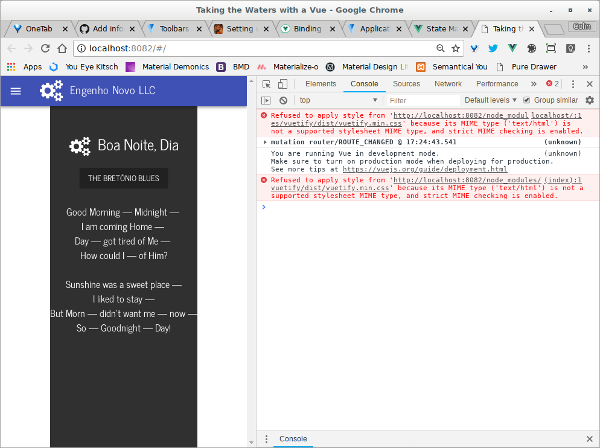 Taking the Waters with a Vue - Google Chrome
OneTab
Add info
Toolbars
Setting
Binding
Applicat
State Ma
Taking th
Colin
localhost:8082/#/
Apps
Bookmarks
You Eye Kitsch
Material Demonics
Bootstrap Themes
BMD
Materialize-o
Material Design Lit
Semantical You
Pure Drawer
»
Engenho Novo LLC
Boa Noite, Dia
THE BRETÓNIO BLUES
Good Morning — Midnight —
I am coming Home —
Day — got tired of Me —
How could I — of Him?
Sunshine was a sweet place —
I liked to stay —
But Morn — didn't want me — now —
So — Goodnight — Day!
Elements Console Sources Network Performance » 2
top Filter Default levels Group similar
Refused to apply style from 'http://localhost:8082/node_modul localhost/:1
es/vuetify/dist/vuetify.min.css' because its MIME type ('text/html') is
not a supported stylesheet MIME type, and strict MIME checking is enabled.
mutation router/ROUTE_CHANGED @ 17:24:43.541 (unknown)
You are running Vue in development mode. (unknown)
Make sure to turn on production mode when deploying for production.
See more tips at https://vuejs.org/guide/deployment.html
Refused to apply style from 'http://localhost:8082/node_modules/ (index):1
vuetify/dist/vuetify.min.css' because its MIME type ('text/html') is not a
supported stylesheet MIME type, and strict MIME checking is enabled.
Console